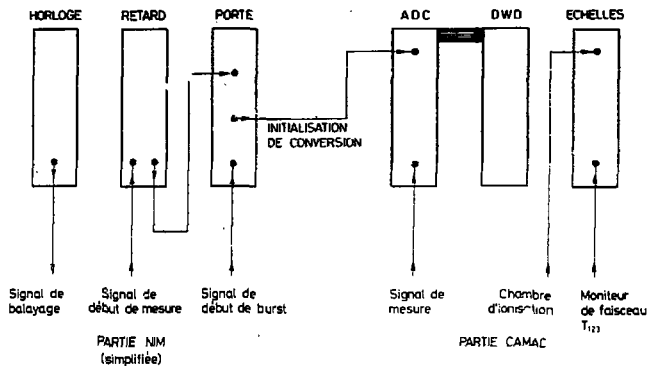 HORLOGE RETARD PORTE ADC DWD ECHELLES
INITIALISATION
DE CONVERSION
Signal de
balayage
Signal de
début de mesure
Signal de
début de burst
Signal de
mesure
Chambre
d'ionisation
Moniteur
de faisceau
T123
PARTIE NIM
(simplifiée)
PARTIE CAMAC